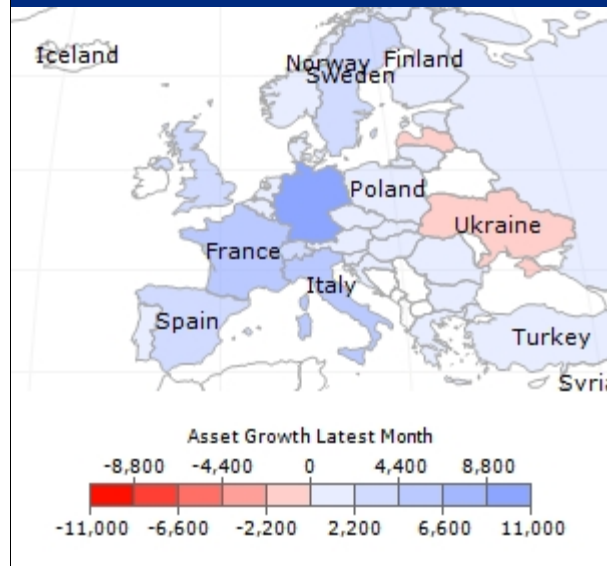 Iceland
Norway
Finland
Sweden
Poland
Ukraine
France
Italy
Spain
Turkey
Syria
Asset Growth Latest Month
-8,800 -4,400 0 4,400 8,800
-11,000 -6,600 -2,200 2,200 6,600 11,000